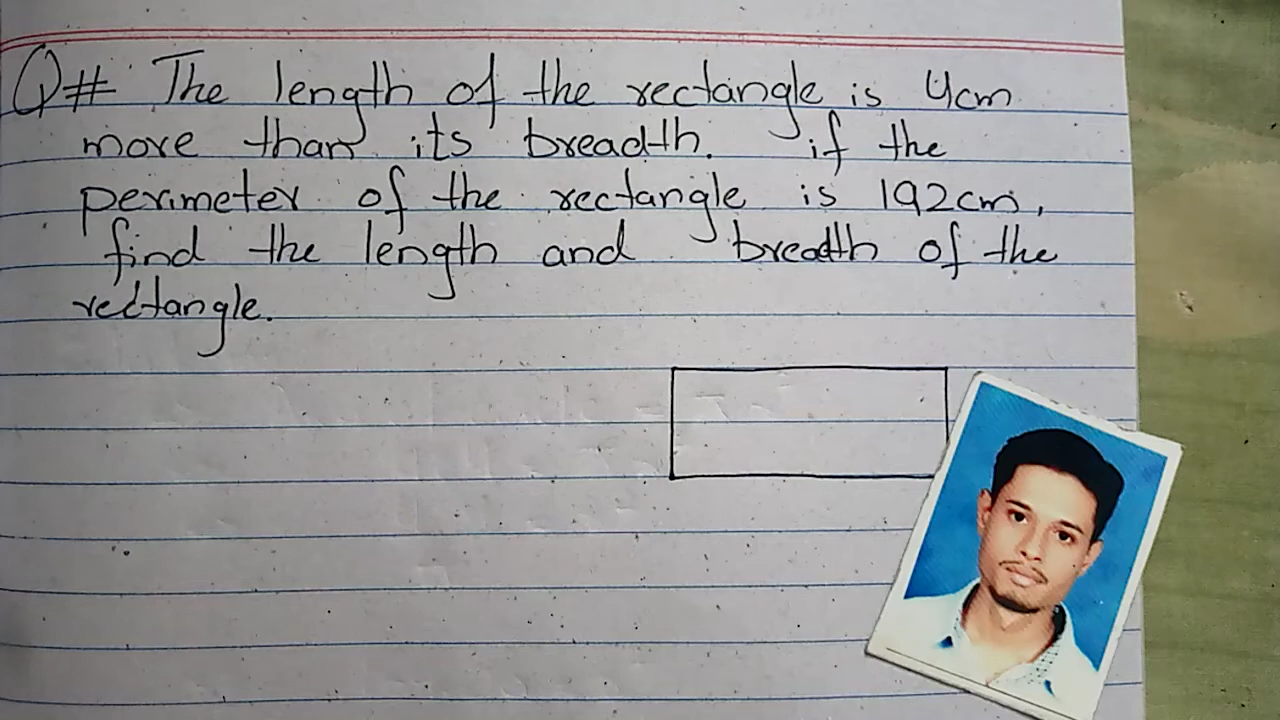 Q# The length of the rectangle is 4cm
more than its breadth. if the
perimeter of the rectangle is 192cm,
find the length and breadth of the
rectangle.